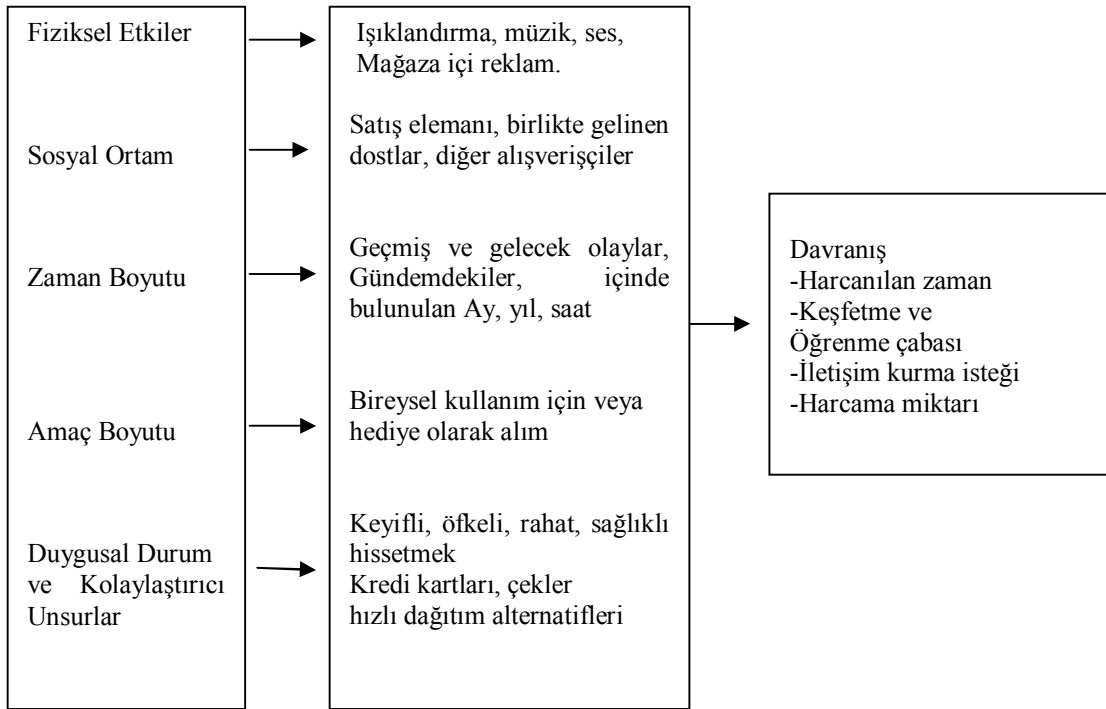 Fiziksel Etkiler
Işıklandırma, müzik, ses,
Mağaza içi reklam.
Sosyal Ortam
Satış elemanı, birlikte gelinen
dostlar, diğer alışverişçiler
Zaman Boyutu
Geçmiş ve gelecek olaylar,
Gündemdekiler, içinde
bulunulan Ay, yıl, saat
Amaç Boyutu
Bireysel kullanım için veya
hediye olarak alım
Duygusal Durum
ve Kolaylaştırıcı
Unsurlar
Keyifli, öfkeli, rahat, sağlıklı
hissetmek
Kredi kartları, çekler
hızlı dağıtım alternatifleri
Davranış
-Harcanılan zaman
-Keşfetme ve
Öğrenme çabası
-İletişim kurma isteği
-Harcama miktarı